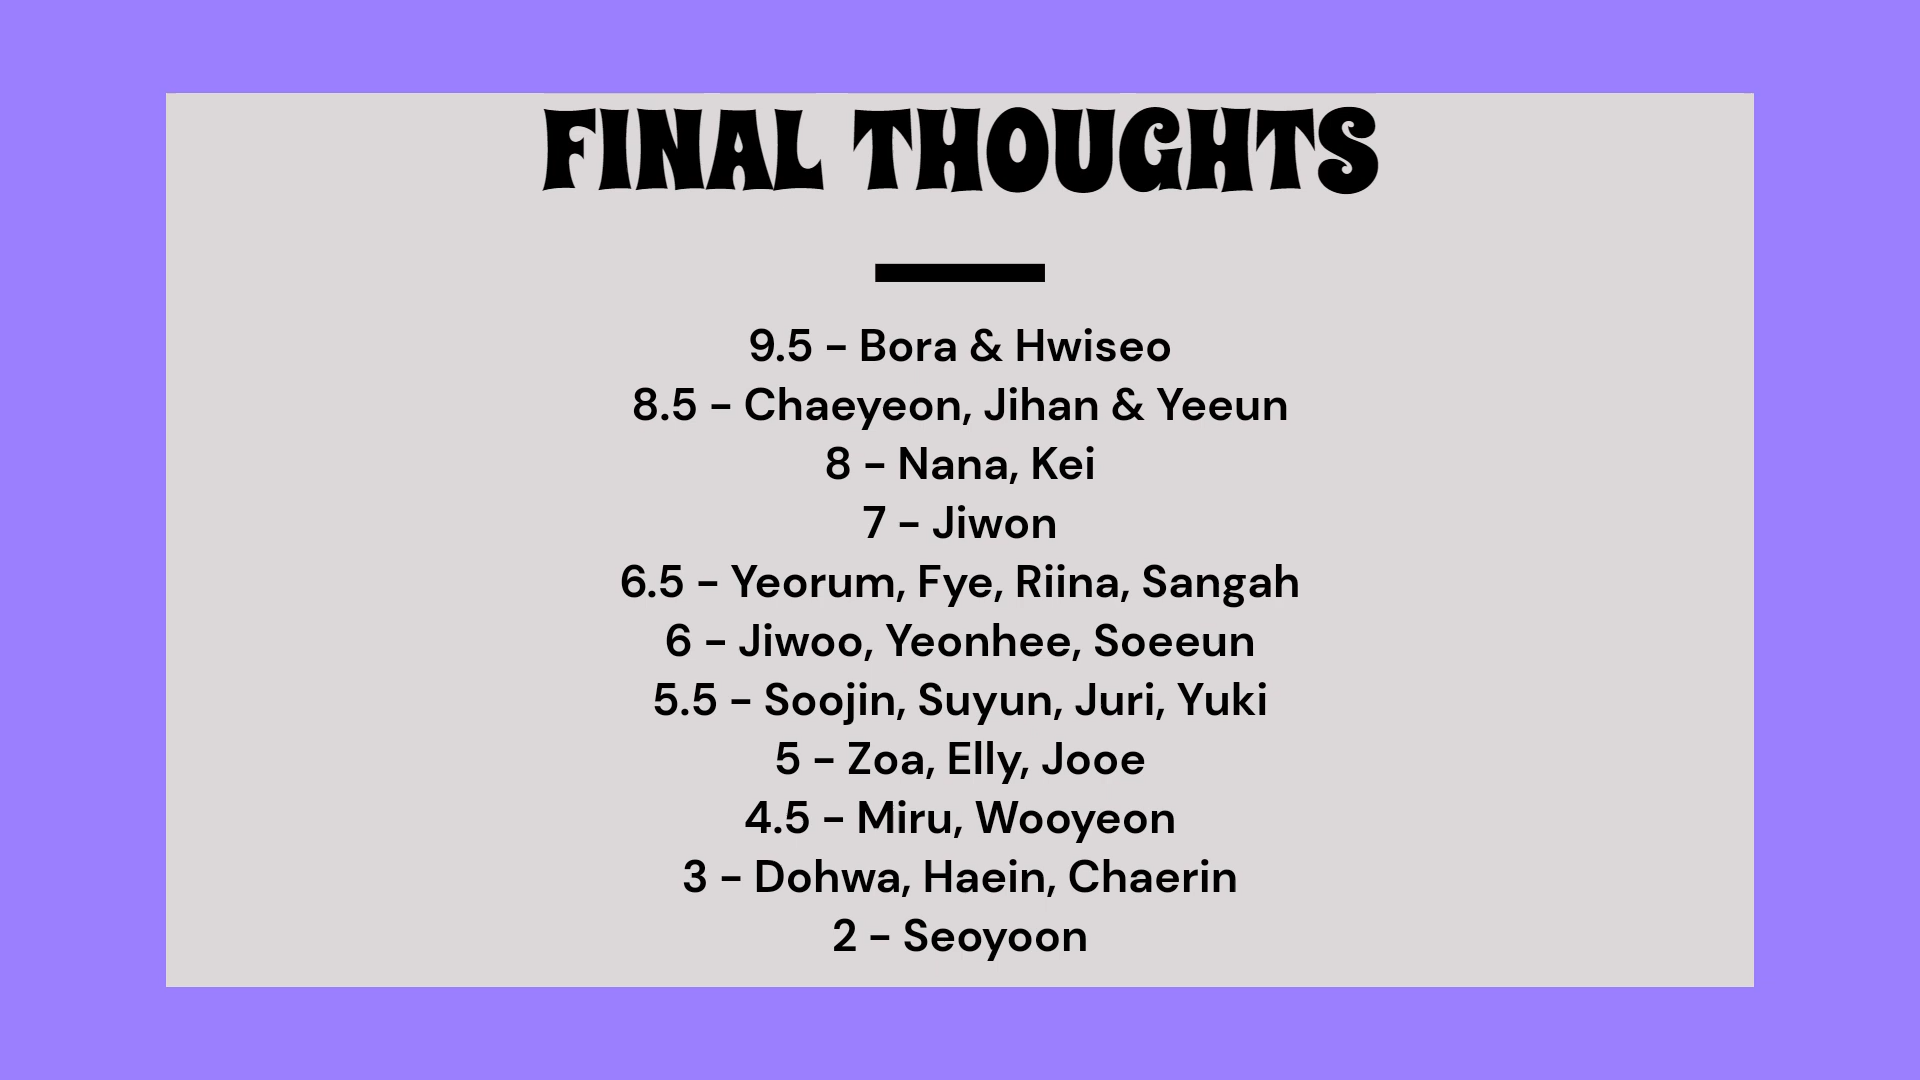 FINAL THOUGHTS
9.5 – Bora & Hwiseo
8.5 – Chaeyeon, Jihan & Yeeun
8 – Nana, Kei
7 – Jiwon
6.5 – Yeorum, Fye, Riina, Sangah
6 – Jiwoo, Yeonhee, Soeeun
5.5 – Soojin, Suyun, Juri, Yuki
5 – Zoa, Elly, Jooe
4.5 – Miru, Wooyeon
3 – Dohwa, Haein, Chaerin
2 – Seoyoon